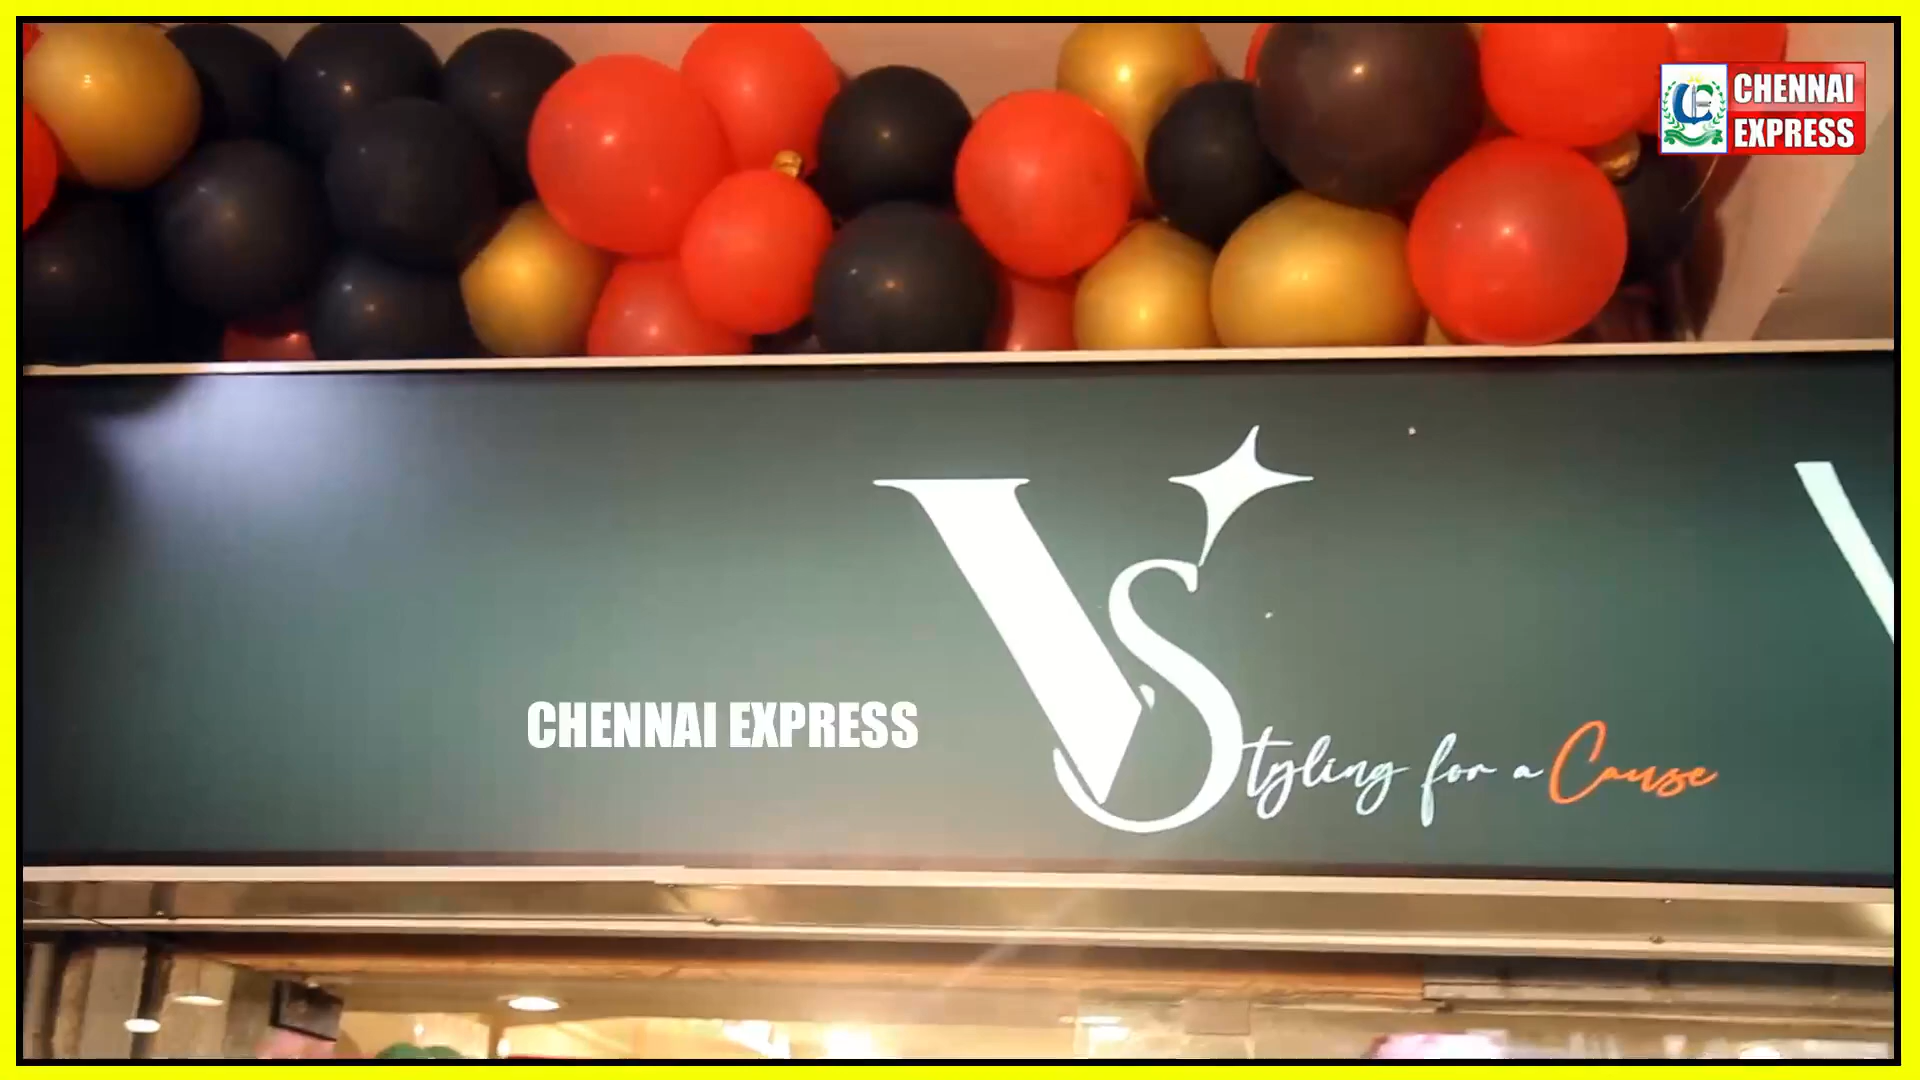 CHENNAI
EXPRESS
VS
Styling for a Cause
CHENNAI EXPRESS